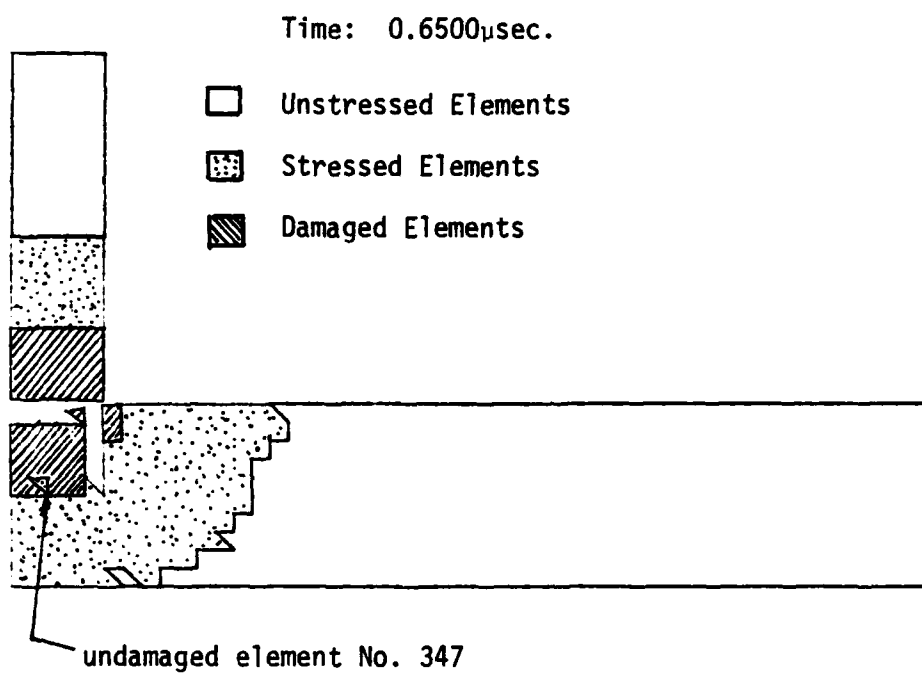 Time: 0.6500μsec.
Unstressed Elements
Stressed Elements
Damaged Elements
undamaged element No. 347